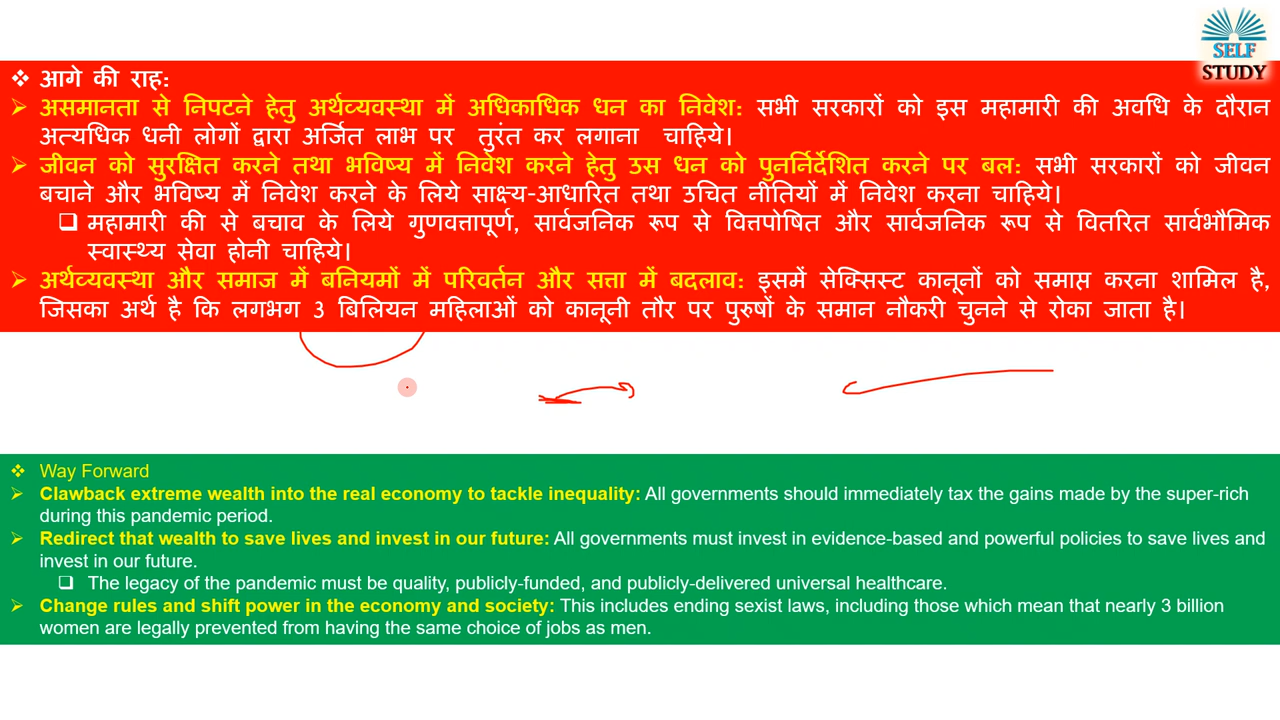 SELF
STUDY
❖ आगे की राह:
➢ असमानता से निपटने हेतु अर्थव्यवस्था में अधिकाधिक धन का निवेश: सभी सरकारों को इस महामारी की अवधि के दौरान
अत्यधिक धनी लोगों द्वारा अर्जित लाभ पर तुरंत कर लगाना चाहिये।
➢ जीवन को सुरक्षित करने तथा भविष्य में निवेश करने हेतु उस धन को पुनर्निर्देशित करने पर बल: सभी सरकारों को जीवन
बचाने और भविष्य में निवेश करने के लिये साक्ष्य-आधारित तथा उचित नीतियों में निवेश करना चाहिये।
❑ महामारी की से बचाव के लिये गुणवत्तापूर्ण, सार्वजनिक रूप से वित्तपोषित और सार्वजनिक रूप से वितरित सार्वभौमिक
स्वास्थ्य सेवा होनी चाहिये।
➢ अर्थव्यवस्था और समाज में बनियमों में परिवर्तन और सत्ता में बदलाव: इसमें सेक्सिस्ट कानूनों को समाप्त करना शामिल है,
जिसका अर्थ है कि लगभग 3 बिलियन महिलाओं को कानूनी तौर पर पुरुषों के समान नौकरी चुनने से रोका जाता है।
❖ Way Forward
➢ Clawback extreme wealth into the real economy to tackle inequality: All governments should immediately tax the gains made by the super-rich
during this pandemic period.
➢ Redirect that wealth to save lives and invest in our future: All governments must invest in evidence-based and powerful policies to save lives and
invest in our future.
❑ The legacy of the pandemic must be quality, publicly-funded, and publicly-delivered universal healthcare.
➢ Change rules and shift power in the economy and society: This includes ending sexist laws, including those which mean that nearly 3 billion
women are legally prevented from having the same choice of jobs as men.